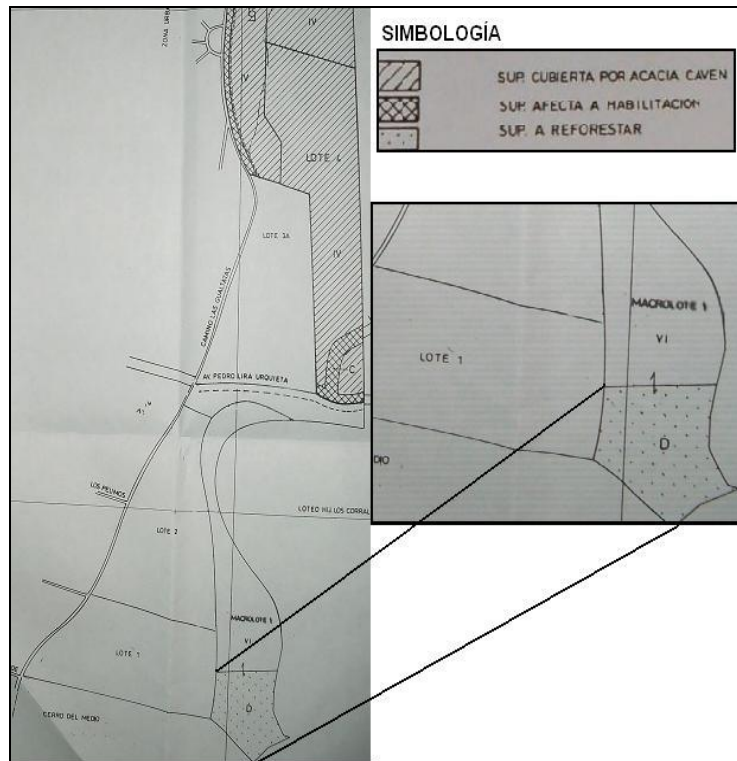 ZONA URBA
IV
IV
LOTE 4
LOTE 3A
IV
CAMINO LAS GUALTATAS
AV. PEDRO LIRA URQUIETA
C
LOS PEUMOS
LOTEO HIJ. LOS CORRAL
LOTE 2
MACROLOTE 1
VI
LOTE 1
D
CERRO DEL MEDIO
SIMBOLOGÍA
SUP. CUBIERTA POR ACACIA CAVEN
SUP. AFECTA A HABILITACION
SUP. A REFORESTAR
MACROLOTE 1
VI
LOTE 1
D
DIO